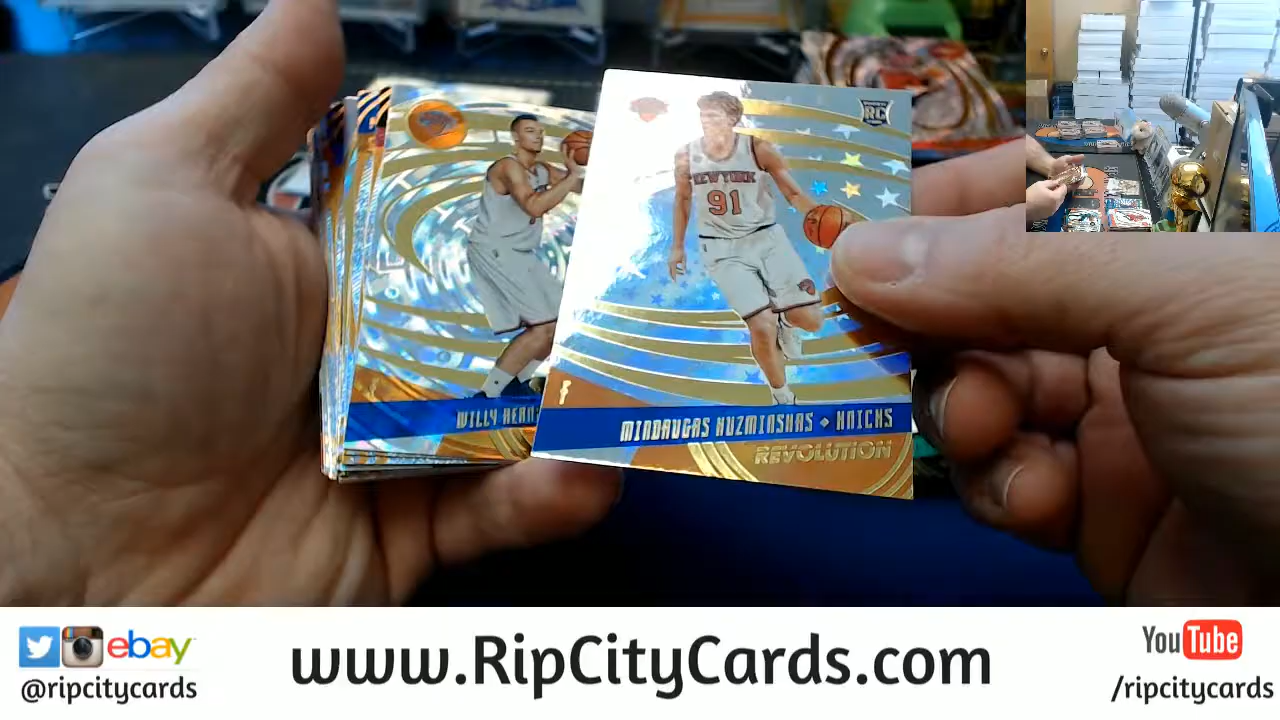 RC
NEW YORK
91
WILLY HERN
MINDAUGAS KUZMINSKAS ◆ KNICKS
REVOLUTION
ebay
@ripcitycards
www.RipCityCards.com
YouTube
/ripcitycards